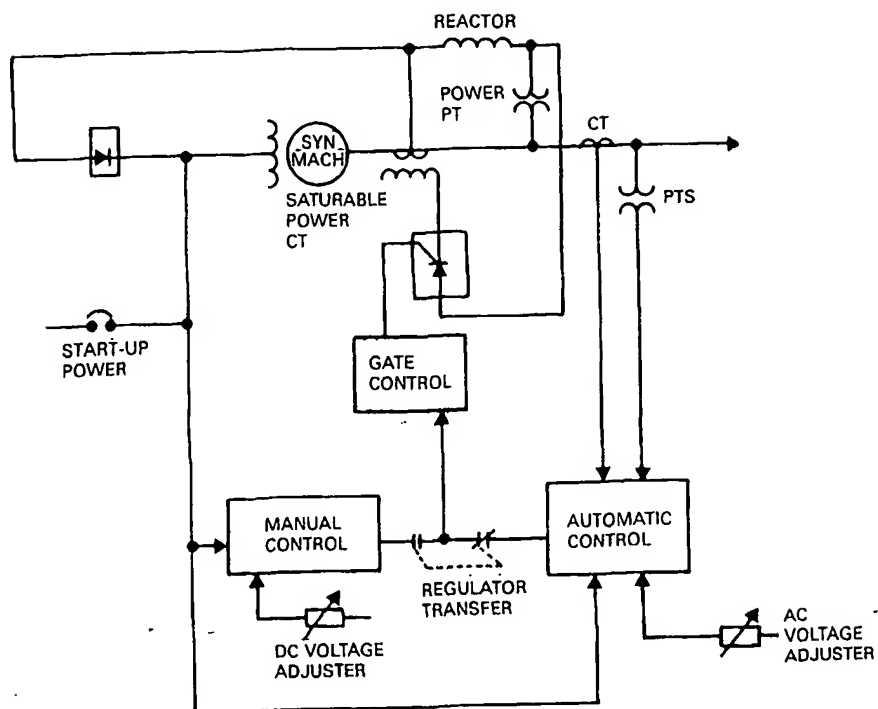 REACTOR
POWER
PT
CT
SYN
MACH
PTS
SATURABLE
POWER
CT
START-UP
POWER
GATE
CONTROL
MANUAL
CONTROL
AUTOMATIC
CONTROL
REGULATOR
TRANSFER
DC VOLTAGE
ADJUSTER
AC
VOLTAGE
ADJUSTER